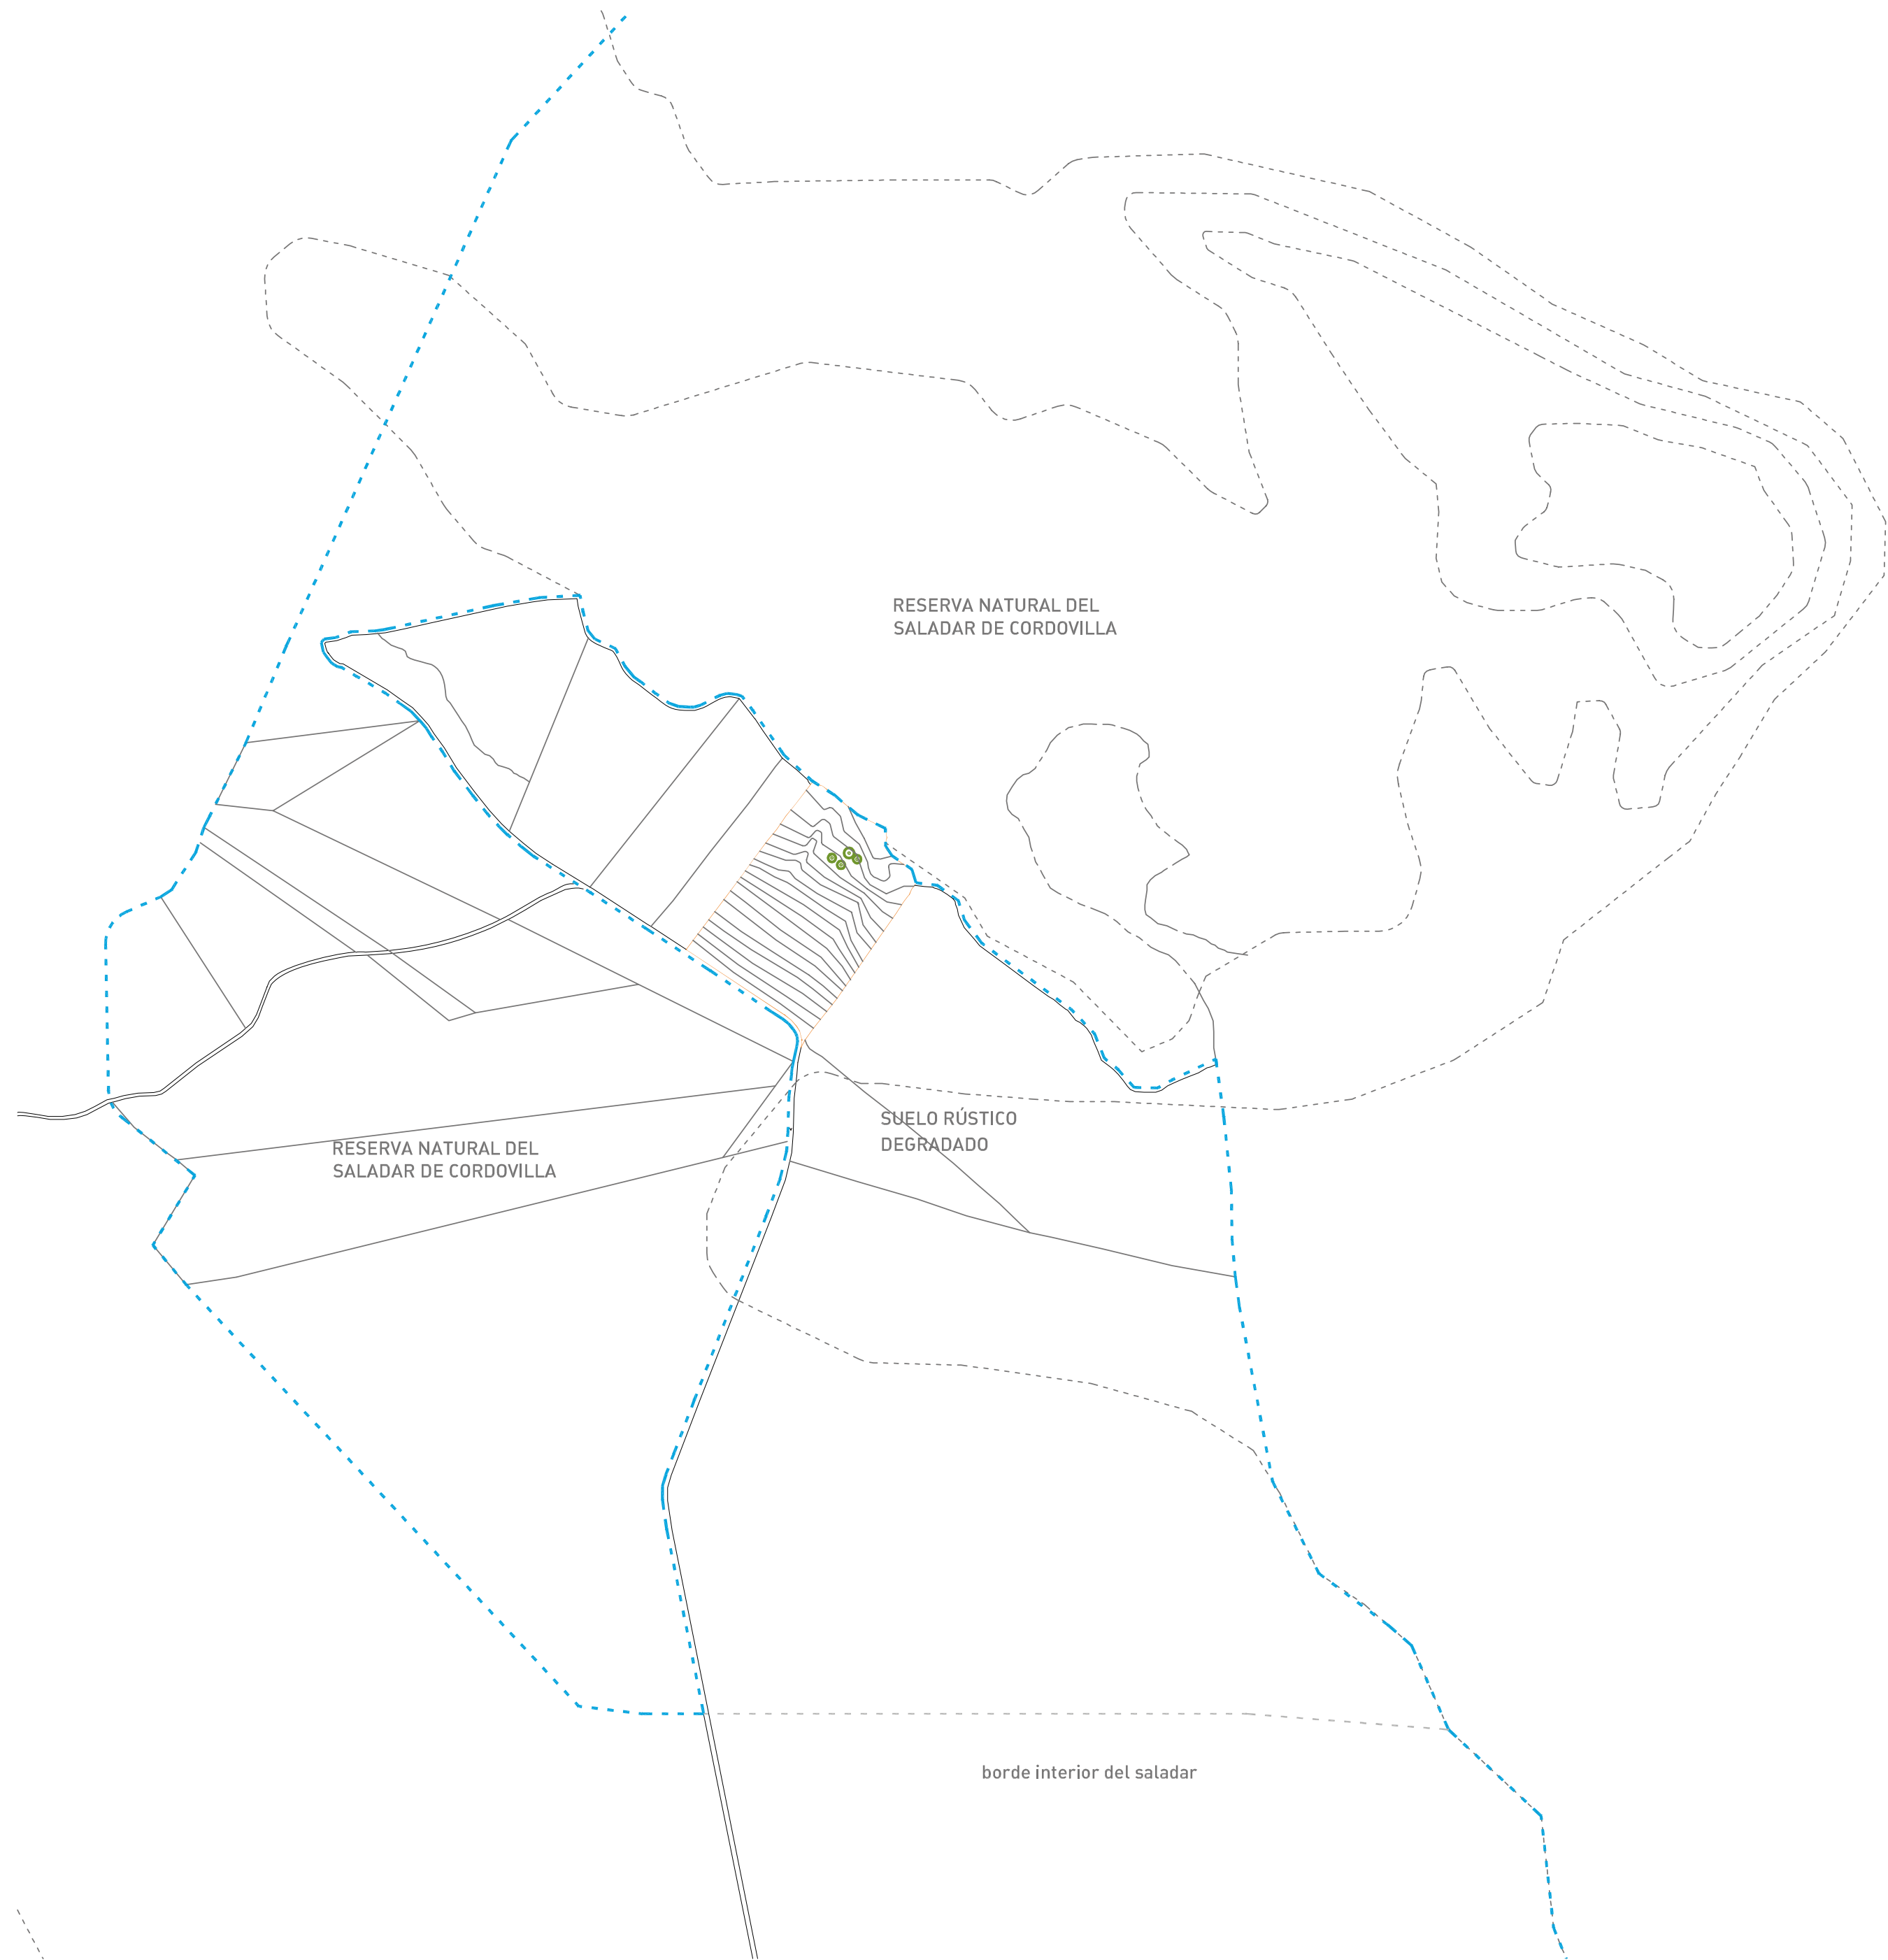 RESERVA NATURAL DEL
SALADAR DE CORDOVILLA
SUELO RÚSTICO
DEGRADADO
RESERVA NATURAL DEL
SALADAR DE CORDOVILLA
borde interior del saladar